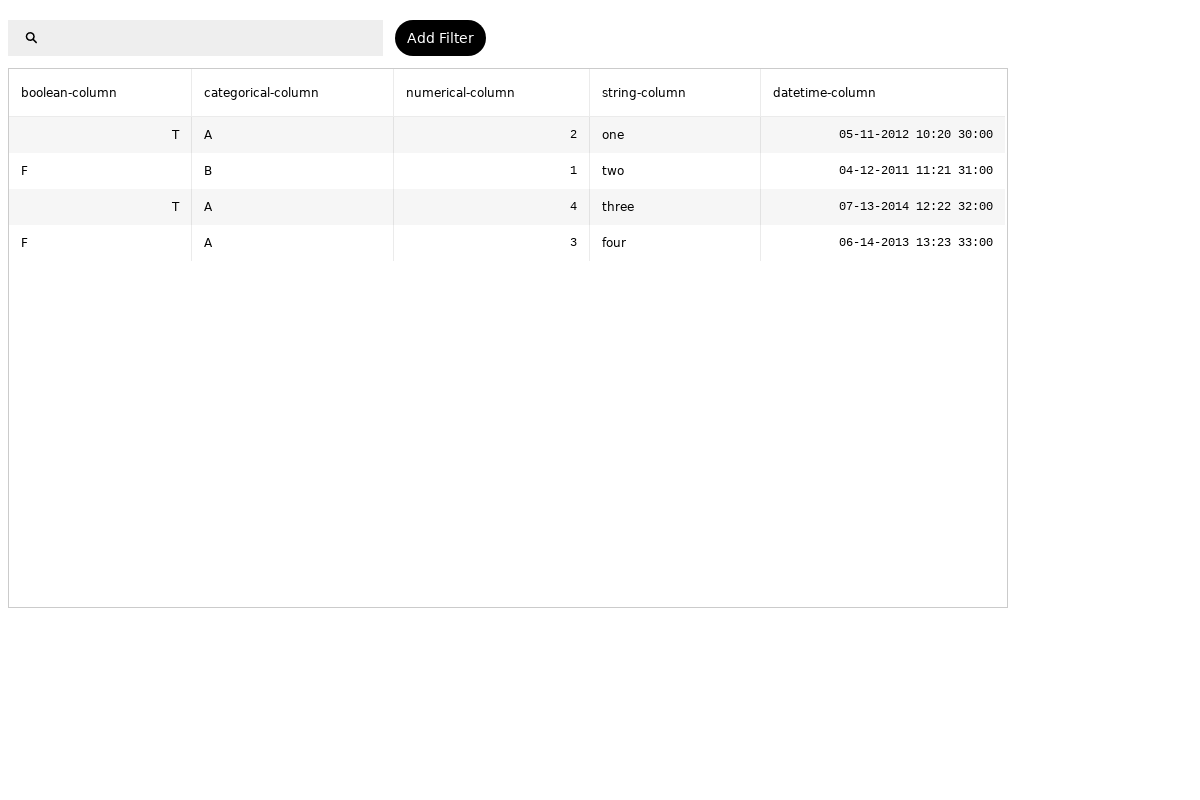 Add Filter
boolean-column categorical-column numerical-column string-column datetime-column
T A 2 one 05-11-2012 10:20 30:00
F B 1 two 04-12-2011 11:21 31:00
T A 4 three 07-13-2014 12:22 32:00
F A 3 four 06-14-2013 13:23 33:00